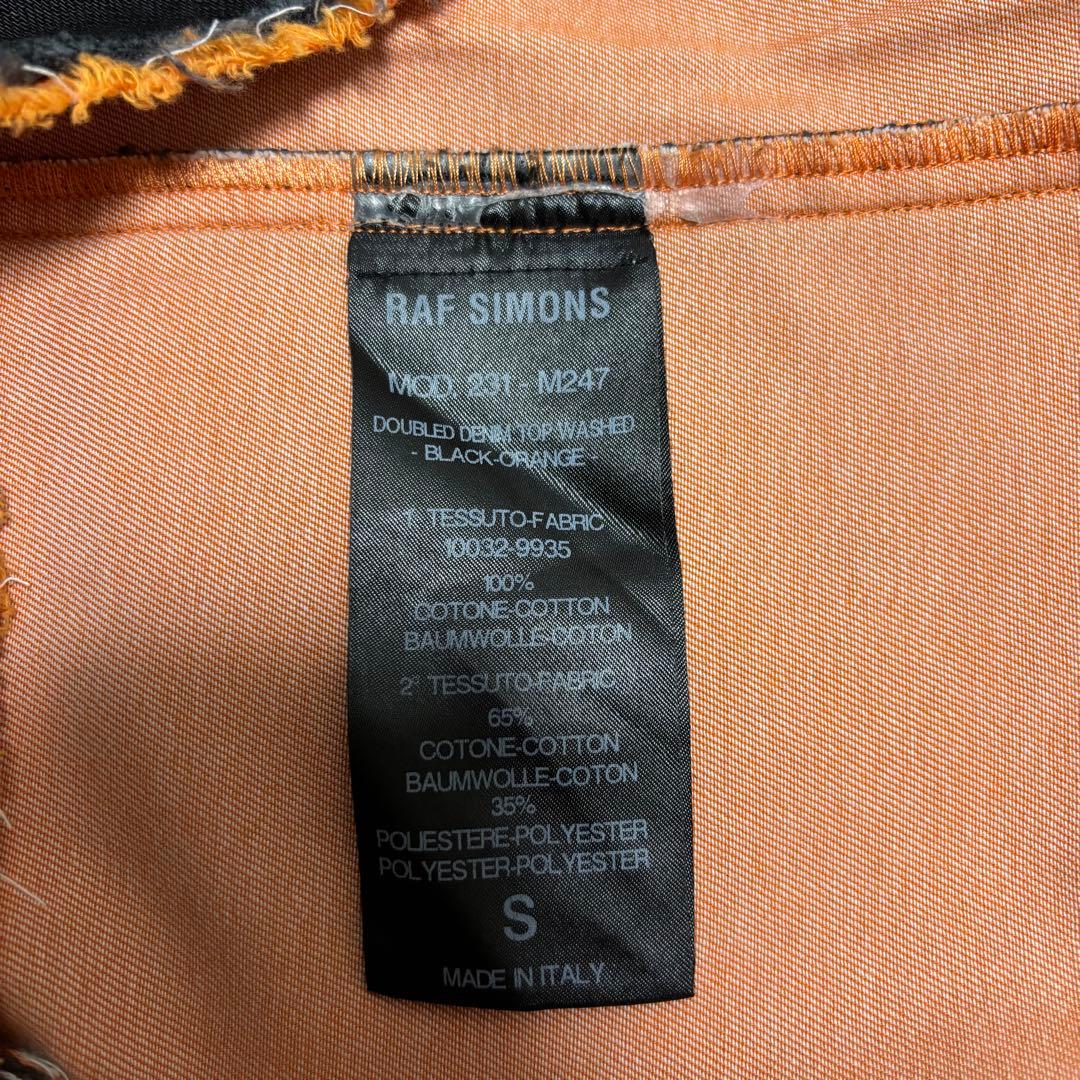 RAF SIMONS
MOD. 231 - M247
DOUBLED DENIM TOP WASHED
- BLACK-ORANGE -
1° TESSUTO-FABRIC
10032-9935
100%
COTONE-COTTON
BAUMWOLLE-COTON
2° TESSUTO-FABRIC
65%
COTONE-COTTON
BAUMWOLLE-COTON
35%
POLIESTERE-POLYESTER
POLYESTER-POLYESTER
S
MADE IN ITALY